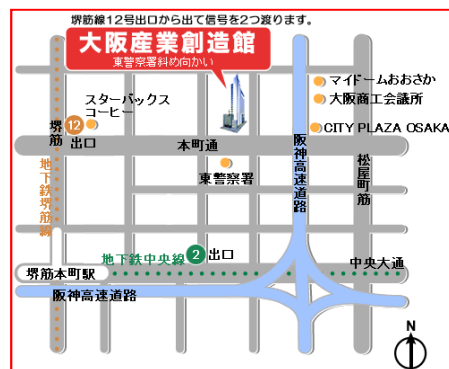 堺筋線12号出口から出て信号を2つ渡ります。
大阪産業創造館
東警察署斜め向かい
マイドームおおさか
大阪商工会議所
CITY PLAZA OSAKA
スターバックス
コーヒー
堺筋
12
出口
本町通
東警察署
阪神高速道路
松屋町筋
地下鉄堺筋線
地下鉄中央線
2
出口
中央大通
堺筋本町駅
阪神高速道路
N